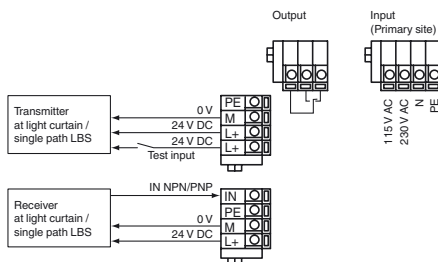 Output
Input
(Primary site)
115 V AC
230 V AC
N
PE
Transmitter
at light curtain /
single path LBS
0 V
24 V DC
24 V DC
Test input
PE
M
L+
L+
Receiver
at light curtain /
single path LBS
IN NPN/PNP
0 V
24 V DC
IN
PE
M
L+